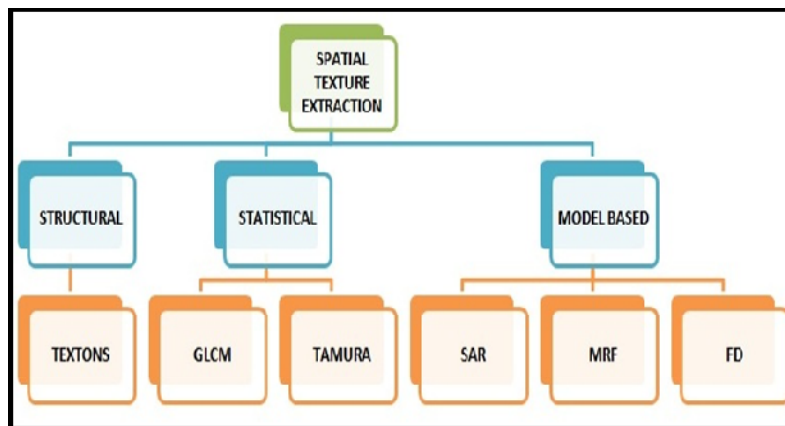 SPATIAL
TEXTURE
EXTRACTION
STRUCTURAL
STATISTICAL
MODEL BASED
TEXTONS
GLCM
TAMURA
SAR
MRF
FD